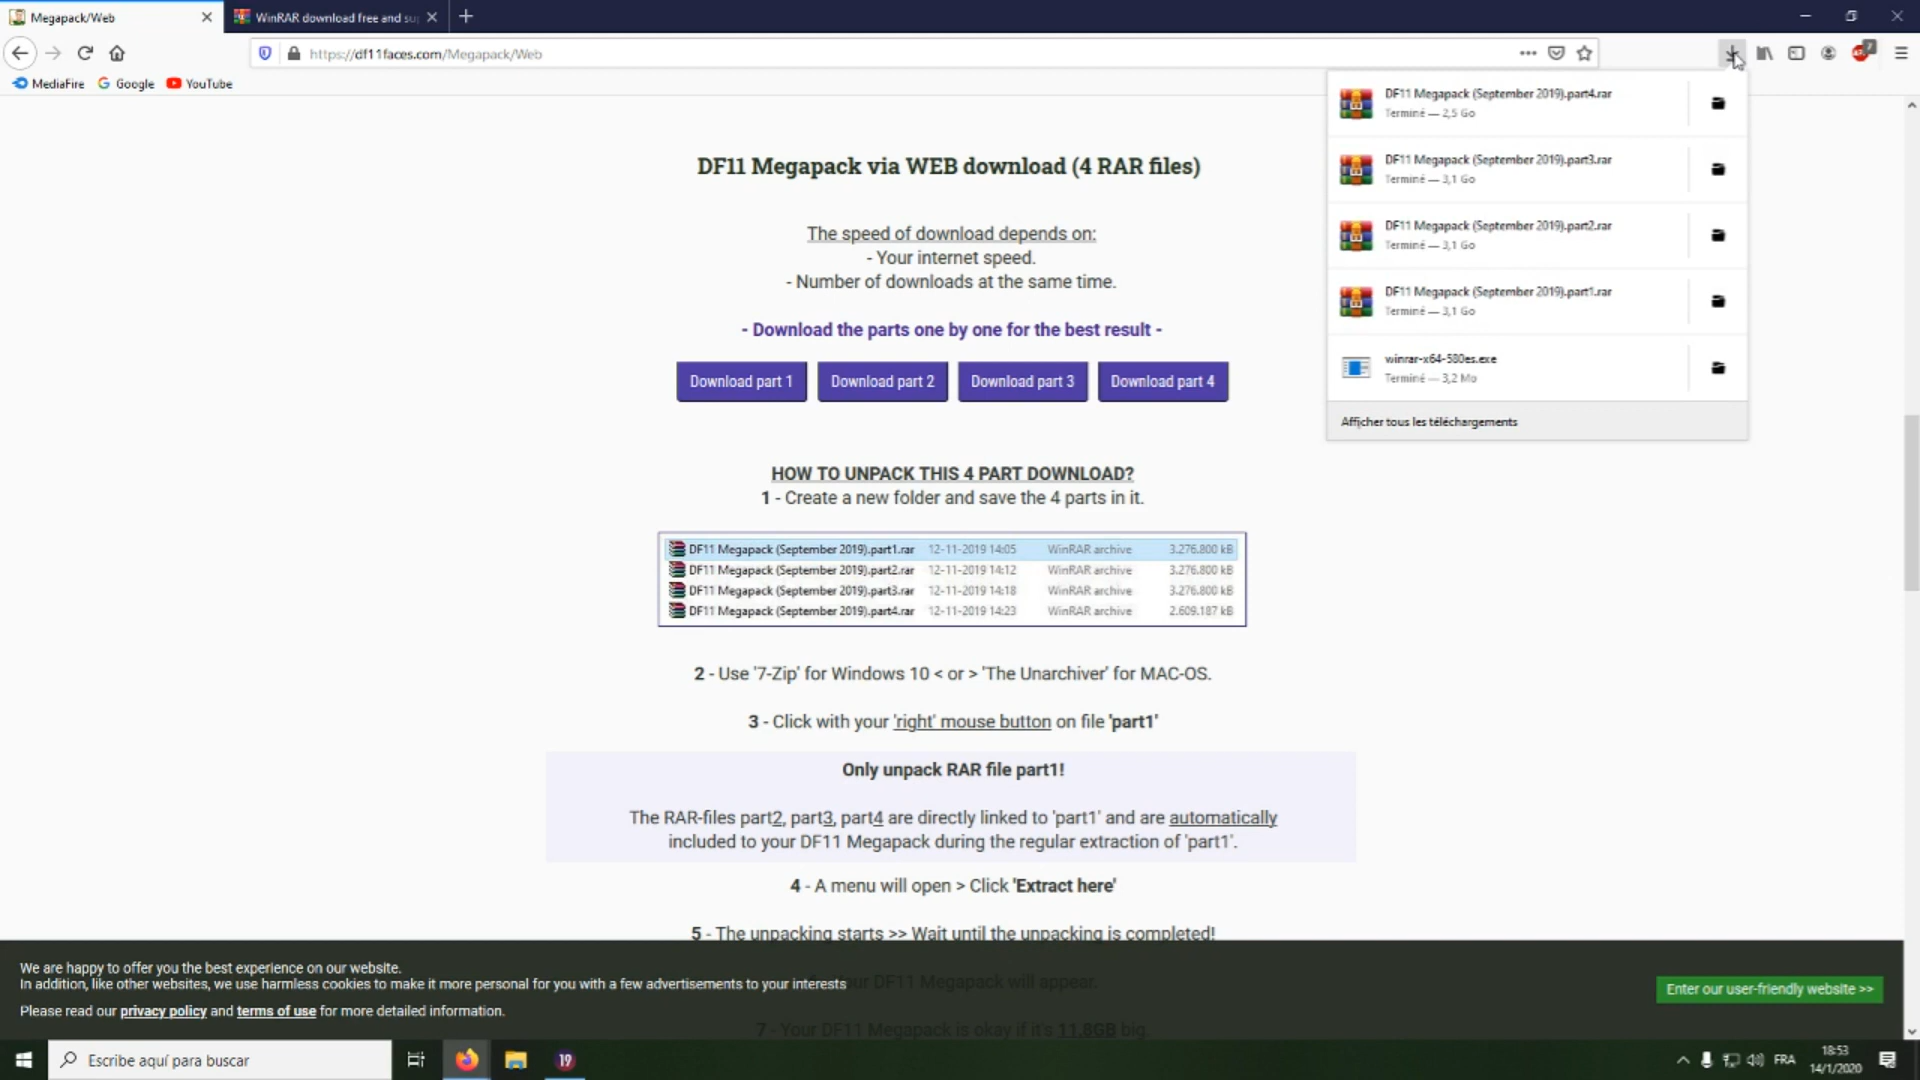 Megapack/Web
WinRAR download free and su
https://df11faces.com/Megapack/Web
7
MediaFire
Google
YouTube
DF11 Megapack (September 2019).part4.rar
Terminé — 2,5 Go
DF11 Megapack (September 2019).part3.rar
Terminé — 3,1 Go
DF11 Megapack (September 2019).part2.rar
Terminé — 3,1 Go
DF11 Megapack (September 2019).part1.rar
Terminé — 3,1 Go
winrar-x64-580es.exe
Terminé — 3,2 Mo
Afficher tous les téléchargements
DF11 Megapack via WEB download (4 RAR files)
The speed of download depends on:
- Your internet speed.
- Number of downloads at the same time.
- Download the parts one by one for the best result -
Download part 1 Download part 2 Download part 3 Download part 4
HOW TO UNPACK THIS 4 PART DOWNLOAD?
1 - Create a new folder and save the 4 parts in it.
DF11 Megapack (September 2019).part1.rar 12-11-2019 14:05 WinRAR archive 3.276.800 kB
DF11 Megapack (September 2019).part2.rar 12-11-2019 14:12 WinRAR archive 3.276.800 kB
DF11 Megapack (September 2019).part3.rar 12-11-2019 14:18 WinRAR archive 3.276.800 kB
DF11 Megapack (September 2019).part4.rar 12-11-2019 14:23 WinRAR archive 2.609.187 kB
2 - Use '7-Zip' for Windows 10 < or > 'The Unarchiver' for MAC-OS.
3 - Click with your 'right' mouse button on file 'part1'
Only unpack RAR file part1!
The RAR-files part2, part3, part4 are directly linked to 'part1' and are automatically
included to your DF11 Megapack during the regular extraction of 'part1'.
4 - A menu will open > Click 'Extract here'
5 - The unpacking starts >> Wait until the unpacking is completed!
DF11 Megapack will appear.
7 - Your DF11 Megapack is okay if it's 11,8GB big.
We are happy to offer you the best experience on our website.
In addition, like other websites, we use harmless cookies to make it more personal for you with a few advertisements to your interests
Please read our privacy policy and terms of use for more detailed information.
Enter our user-friendly website >>
Escribe aquí para buscar
19
FRA
18:53
14/1/2020